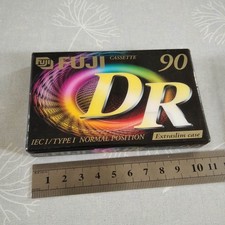 FUJI FUJI CASSETTE 90
DR
IEC I / TYPE I NORMAL POSITION Extraslim case
1 2 3 4 5 6 7 8 9 10 11